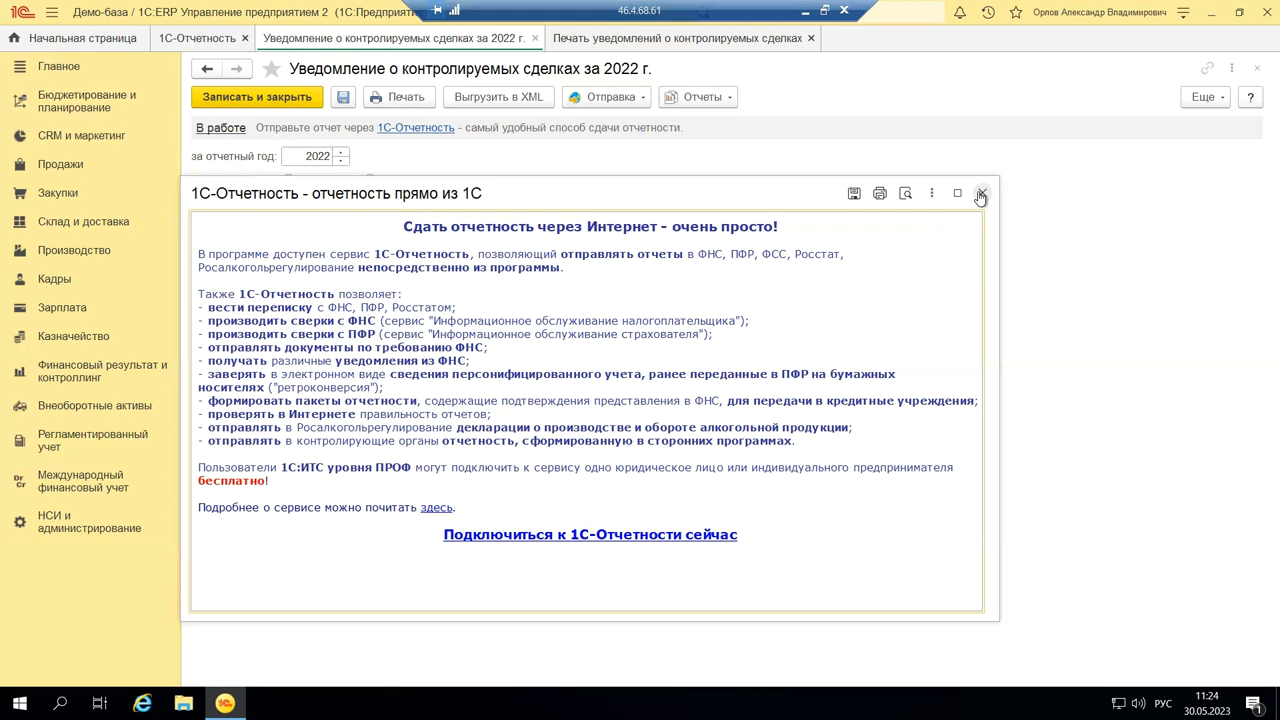 Демо-база / 1С:ERP Управление предприятием 2 (1С:Предприяти
46.4.68.61
Орлов Александр Владимирович
Начальная страница
1С-Отчетность
Уведомление о контролируемых сделках за 2022 г.
Печать уведомлений о контролируемых сделках
Главное
Бюджетирование и
планирование
CRM и маркетинг
Продажи
Закупки
Склад и доставка
Производство
Кадры
Зарплата
Казначейство
Финансовый результат и
контроллинг
Внеоборотные активы
Регламентированный
учет
Международный
финансовый учет
НСИ и
администрирование
Уведомление о контролируемых сделках за 2022 г.
Записать и закрыть
Печать
Выгрузить в XML
Отправка
Отчеты
Еще
?
В работе Отправьте отчет через 1С-Отчетность - самый удобный способ сдачи отчетности.
за отчетный год: 2022
1С-Отчетность - отчетность прямо из 1С
Сдать отчетность через Интернет - очень просто!
В программе доступен сервис 1С-Отчетность, позволяющий отправлять отчеты в ФНС, ПФР, ФСС, Росстат,
Росалкогольрегулирование непосредственно из программы.
Также 1С-Отчетность позволяет:
- вести переписку с ФНС, ПФР, Росстатом;
- производить сверки с ФНС (сервис "Информационное обслуживание налогоплательщика");
- производить сверки с ПФР (сервис "Информационное обслуживание страхователя");
- отправлять документы по требованию ФНС;
- получать различные уведомления из ФНС;
- заверять в электронном виде сведения персонифицированного учета, ранее переданные в ПФР на бумажных
носителях ("ретроконверсия");
- формировать пакеты отчетности, содержащие подтверждения представления в ФНС, для передачи в кредитные учреждения;
- проверять в Интернете правильность отчетов;
- отправлять в Росалкогольрегулирование декларации о производстве и обороте алкогольной продукции;
- отправлять в контролирующие органы отчетность, сформированную в сторонних программах.
Пользователи 1С:ИТС уровня ПРОФ могут подключить к сервису одно юридическое лицо или индивидуального предпринимателя
бесплатно!
Подробнее о сервисе можно почитать здесь.
Подключиться к 1С-Отчетности сейчас
РУС
11:24
30.05.2023
1